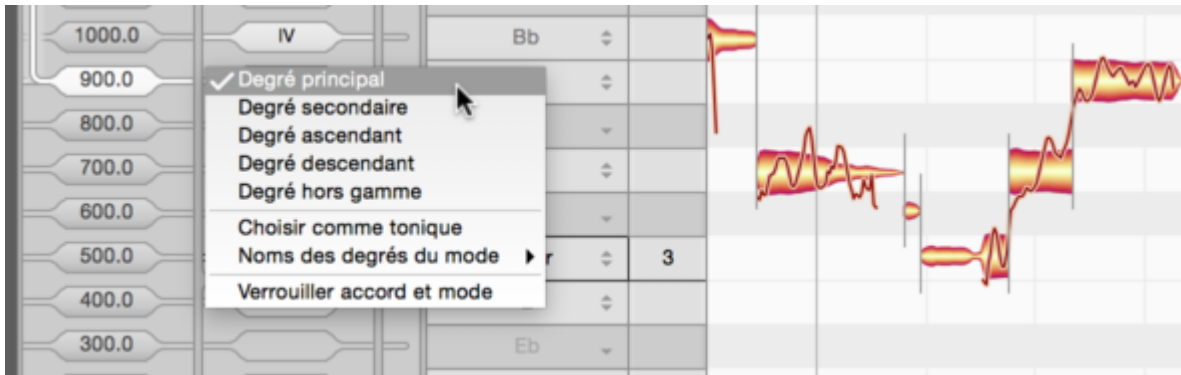 1000.0 IV Bb
900.0 Degré principal
Degré secondaire
800.0 Degré ascendant
700.0 Degré descendant
Degré hors gamme
600.0 Choisir comme tonique
500.0 Noms des degrés du mode r 3
400.0 Verrouiller accord et mode
300.0 Eb